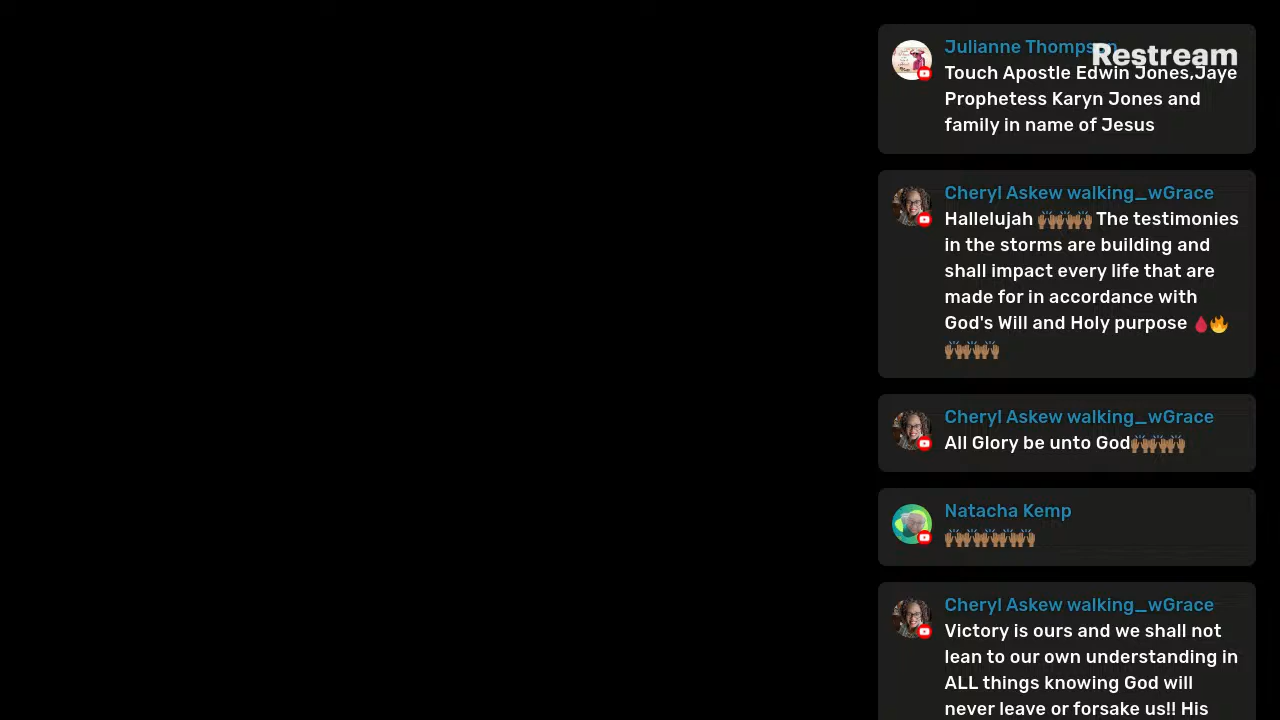 Julianne Thompson
Restream
Touch Apostle Edwin Jones,Jaye
Prophetess Karyn Jones and
family in name of Jesus
Cheryl Askew walking_wGrace
Hallelujah 🙌🏽🙌🏽🙌🏽 The testimonies
in the storms are building and
shall impact every life that are
made for in accordance with
God's Will and Holy purpose 🩸🔥
🙌🏽🙌🏽🙌🏽
Cheryl Askew walking_wGrace
All Glory be unto God🙌🏽🙌🏽🙌🏽
Natacha Kemp
🙌🏽🙌🏽🙌🏽🙌🏽🙌🏽
Cheryl Askew walking_wGrace
Victory is ours and we shall not
lean to our own understanding in
ALL things knowing God will
never leave or forsake us!! His